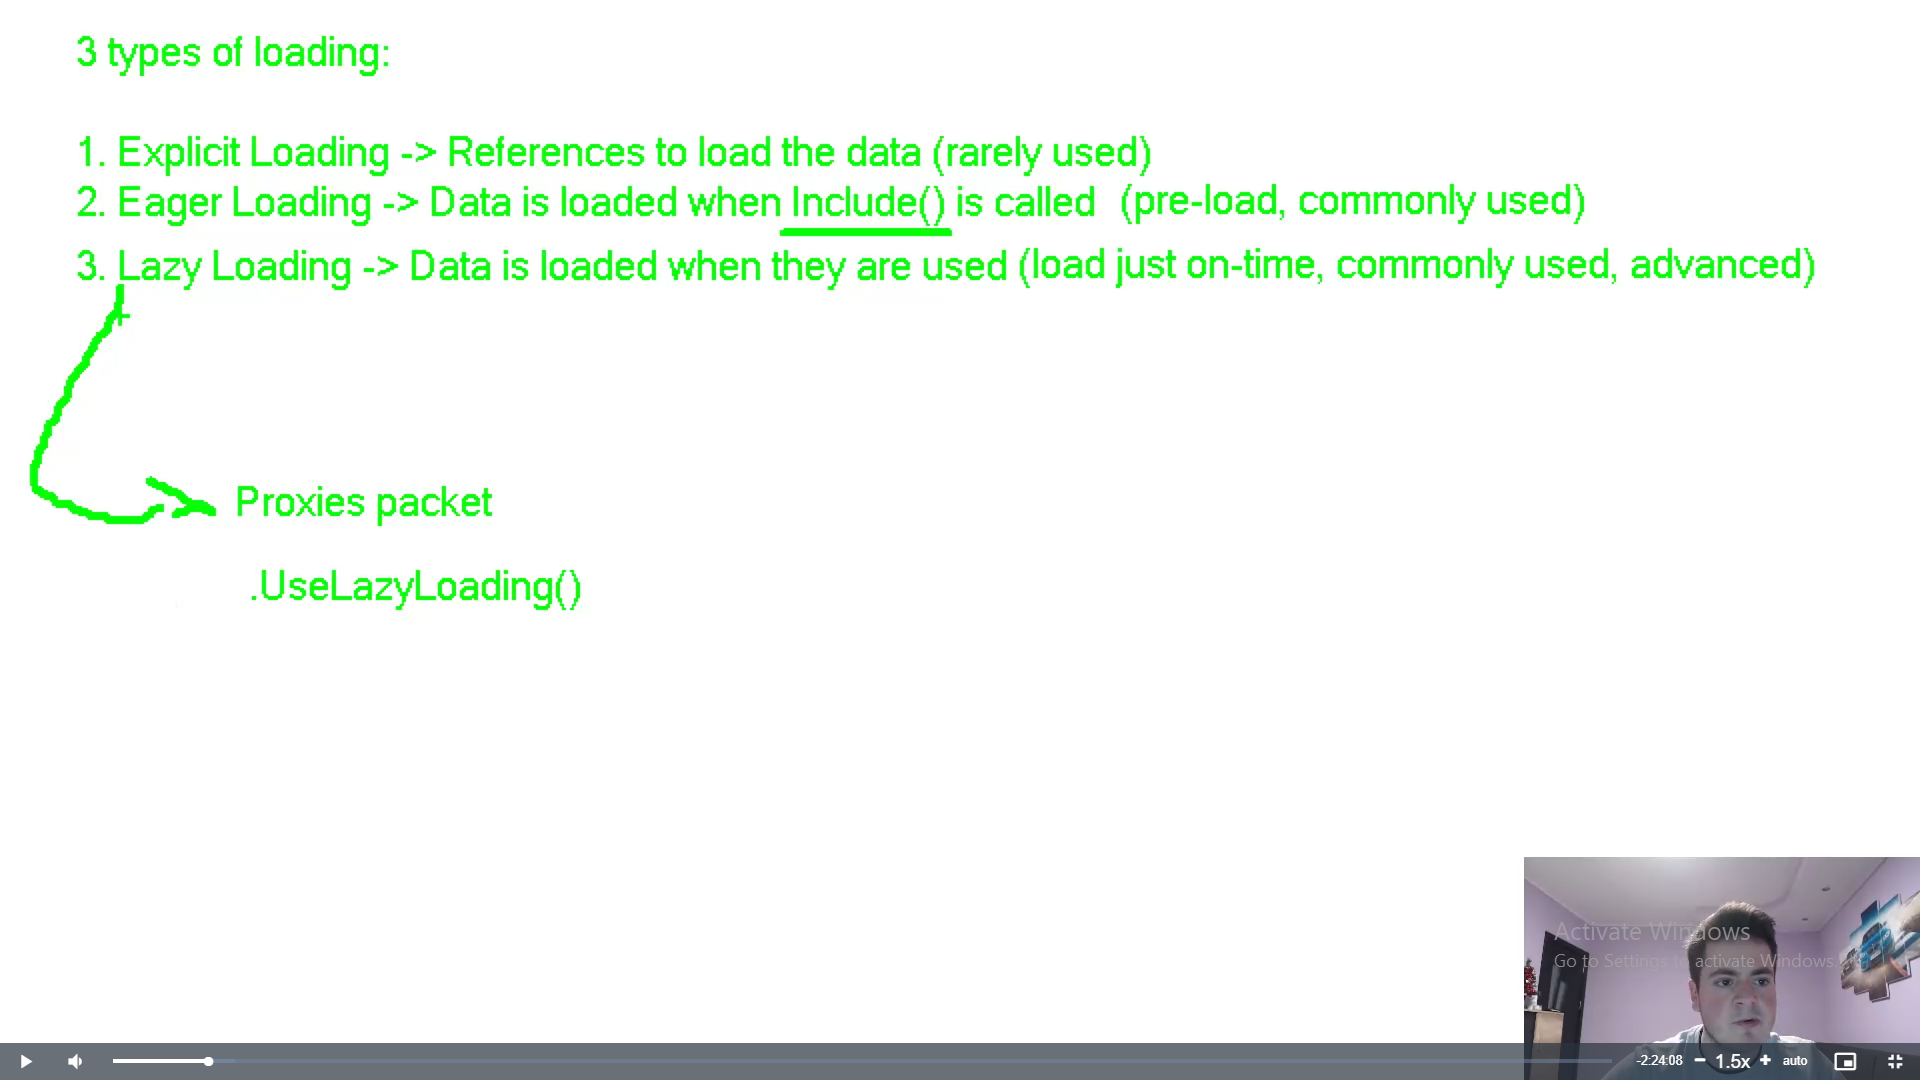 3 types of loading:
1. Explicit Loading -> References to load the data (rarely used)
2. Eager Loading -> Data is loaded when Include() is called (pre-load, commonly used)
3. Lazy Loading -> Data is loaded when they are used (load just on-time, commonly used, advanced)
Proxies packet
.UseLazyLoading()
Activate Windows
Go to Settings to activate Windows.
-2:24:08 − 1.5x + auto